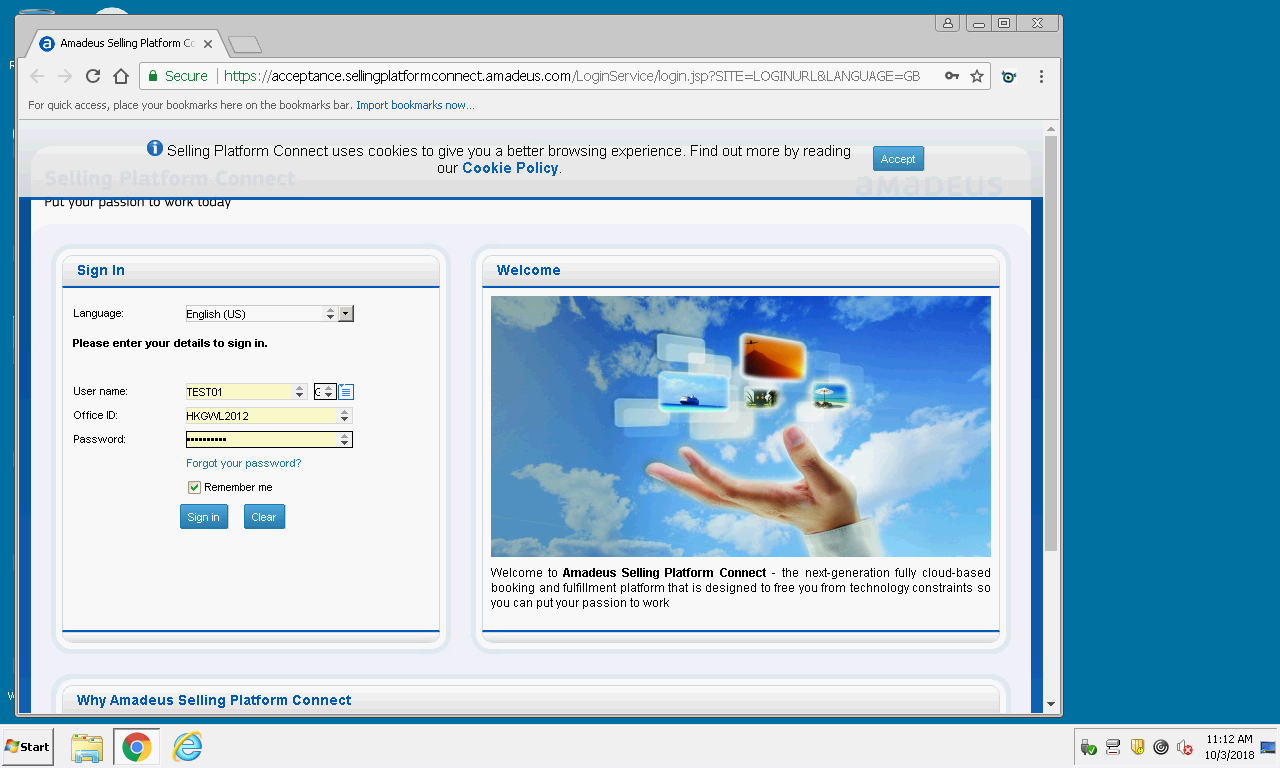 Amadeus Selling Platform Co
Secure
https://acceptance.sellingplatformconnect.amadeus.com/LoginService/login.jsp?SITE=LOGINURL&LANGUAGE=GB
For quick access, place your bookmarks here on the bookmarks bar. Import bookmarks now...
Selling Platform Connect uses cookies to give you a better browsing experience. Find out more by reading
our Cookie Policy.
Accept
Selling Platform Connect
amadeus
Put your passion to work today
Sign In
Language:
English (US)
Please enter your details to sign in.
User name:
TEST01
Office ID:
HKGWL2012
Password:
••••••••••
Forgot your password?
Remember me
Sign in
Clear
Welcome
Welcome to Amadeus Selling Platform Connect - the next-generation fully cloud-based
booking and fulfillment platform that is designed to free you from technology constraints so
you can put your passion to work
Why Amadeus Selling Platform Connect
Start
11:12 AM
10/3/2018